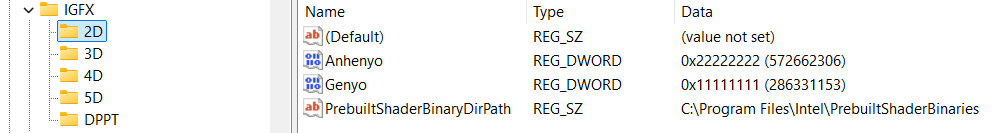 IGFX
2D
3D
4D
5D
DPPT
Name Type Data
(Default) REG_SZ (value not set)
Anhenyo REG_DWORD 0x22222222 (572662306)
Genyo REG_DWORD 0x11111111 (286331153)
PrebuiltShaderBinaryDirPath REG_SZ C:\Program Files\Intel\PrebuiltShaderBinaries